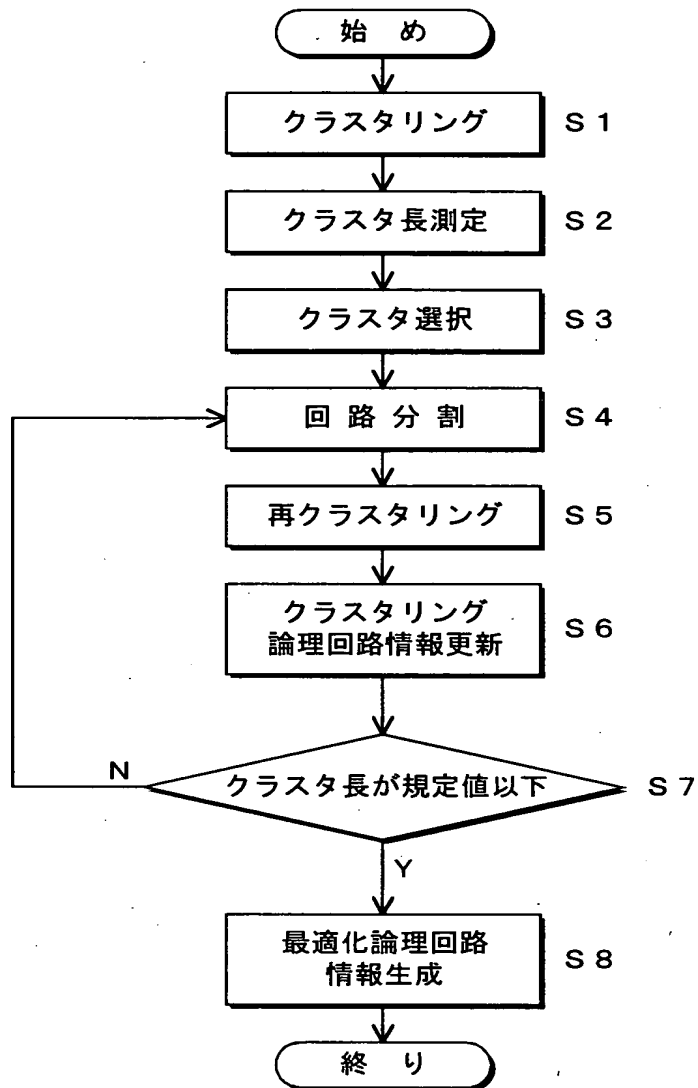 始 め
クラスタリング S1
クラスタ長測定 S2
クラスタ選択 S3
回 路 分 割 S4
再クラスタリング S5
クラスタリング
論理回路情報更新 S6
クラスタ長が規定値以下 S7
N
Y
最適化論理回路
情報生成 S8
終 り